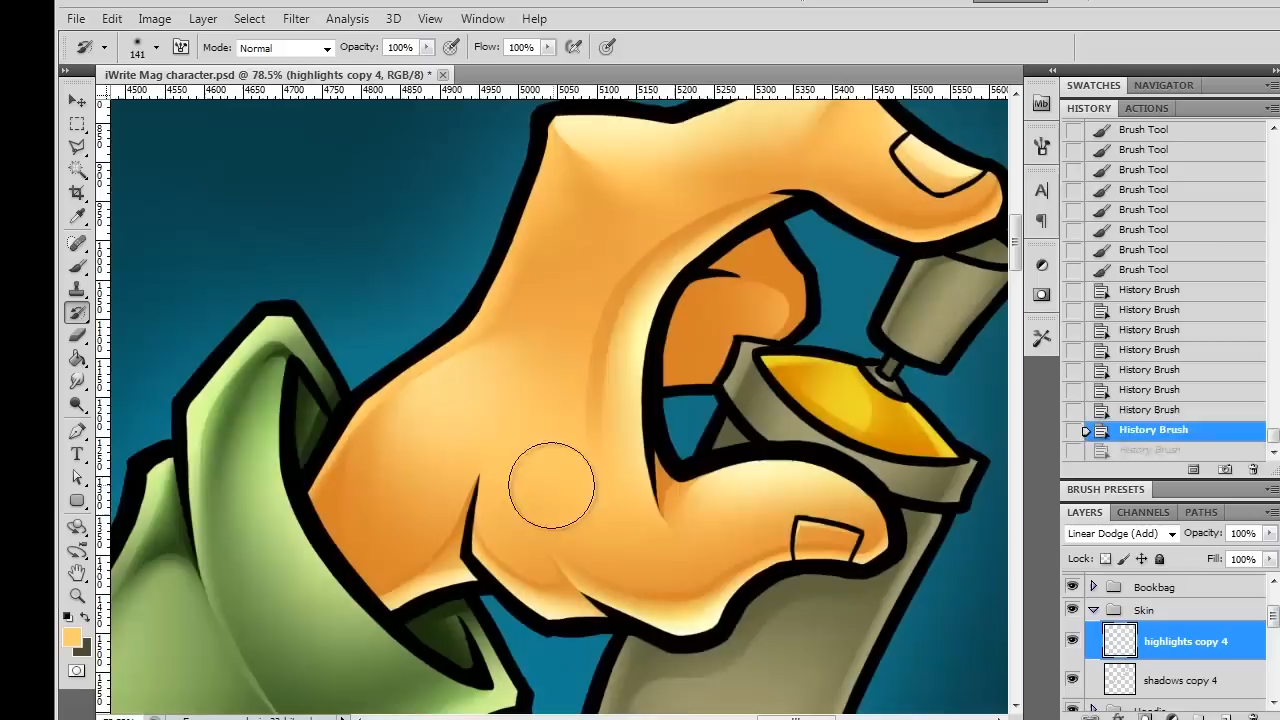 File Edit Image Layer Select Filter Analysis 3D View Window Help
141 Mode: Normal Opacity: 100% Flow: 100%
iWrite Mag character.psd @ 78.5% (highlights copy 4, RGB/8) *
4500 4550 4600 4650 4700 4750 4800 4850 4900 4950 5000 5050 5100 5150 5200 5250 5300 5350 5400 5450 5500 5550 5600
SWATCHES NAVIGATOR
Mb
HISTORY ACTIONS
Brush Tool
Brush Tool
Brush Tool
Brush Tool
Brush Tool
Brush Tool
Brush Tool
Brush Tool
History Brush
History Brush
History Brush
History Brush
History Brush
History Brush
History Brush
History Brush
History Brush
BRUSH PRESETS
LAYERS CHANNELS PATHS
Linear Dodge (Add) Opacity: 100%
Lock: Fill: 100%
Bookbag
Skin
highlights copy 4
shadows copy 4